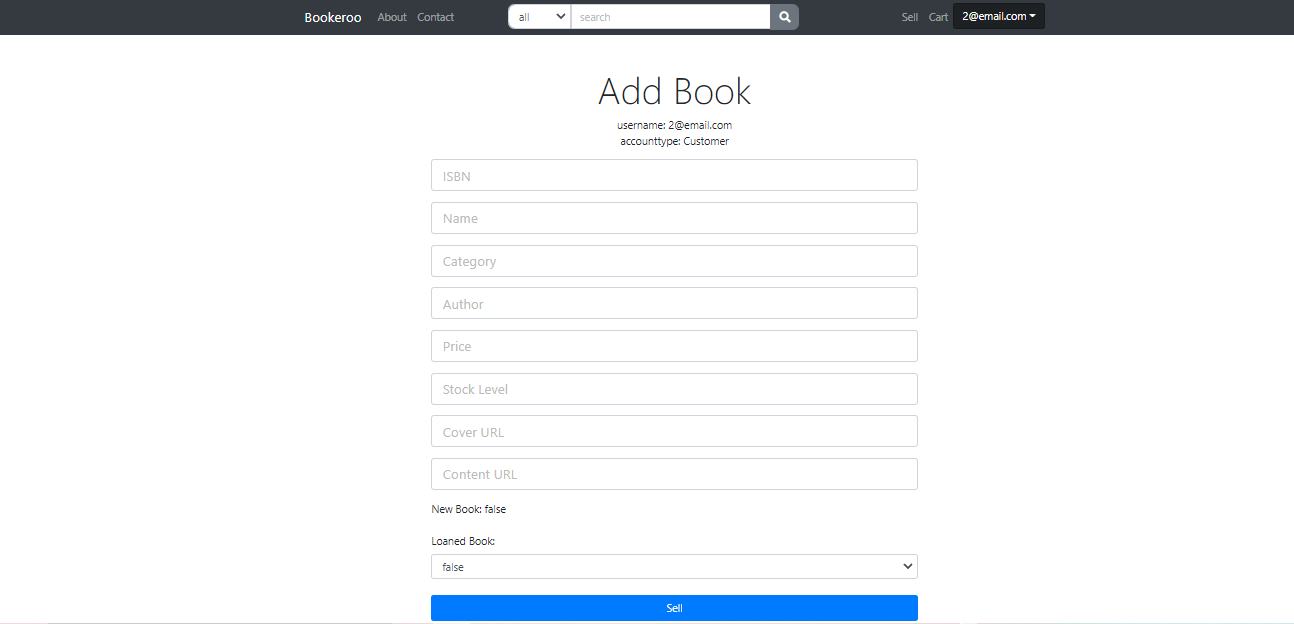 Bookeroo About Contact all search Sell Cart 2@email.com
Add Book
username: 2@email.com
accounttype: Customer
ISBN
Name
Category
Author
Price
Stock Level
Cover URL
Content URL
New Book: false
Loaned Book:
false
Sell